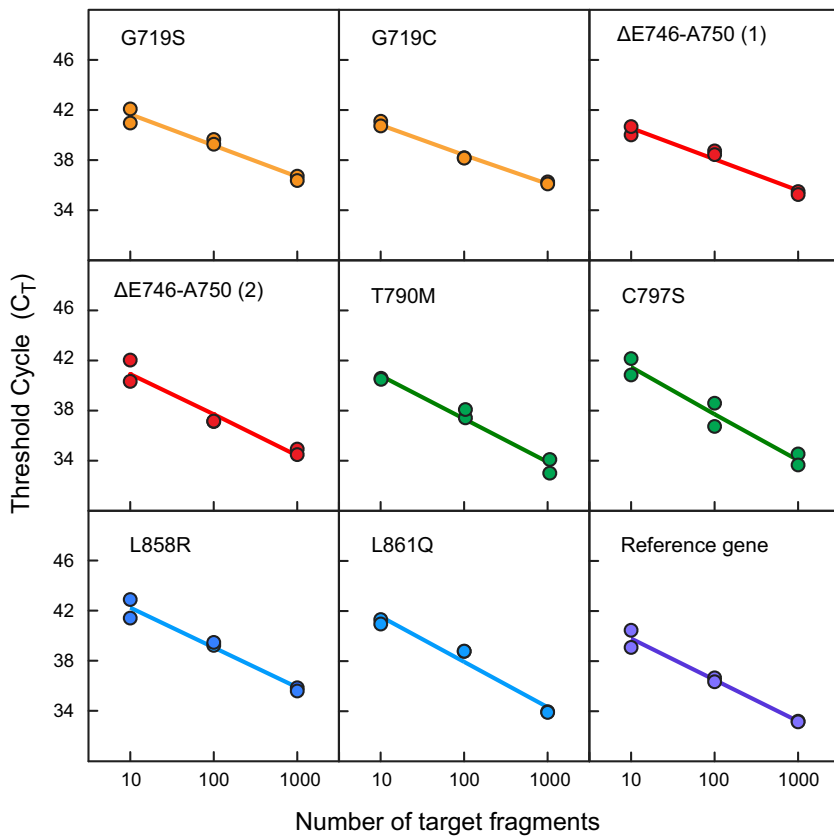 G719S
G719C
ΔE746-A750 (1)
46
42
38
34
ΔE746-A750 (2)
T790M
C797S
46
42
38
34
Threshold Cycle (CT)
L858R
L861Q
Reference gene
46
42
38
34
10 100 1000
10 100 1000
10 100 1000
Number of target fragments